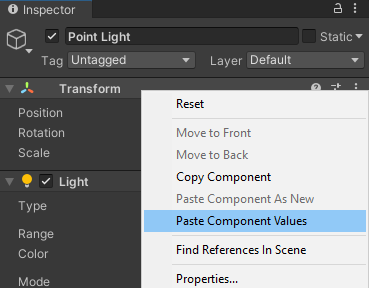 Inspector
Point Light
Static
Tag
Untagged
Layer
Default
Transform
Position
Rotation
Scale
Light
Type
Range
Color
Mode
Reset
Move to Front
Move to Back
Copy Component
Paste Component As New
Paste Component Values
Find References In Scene
Properties...